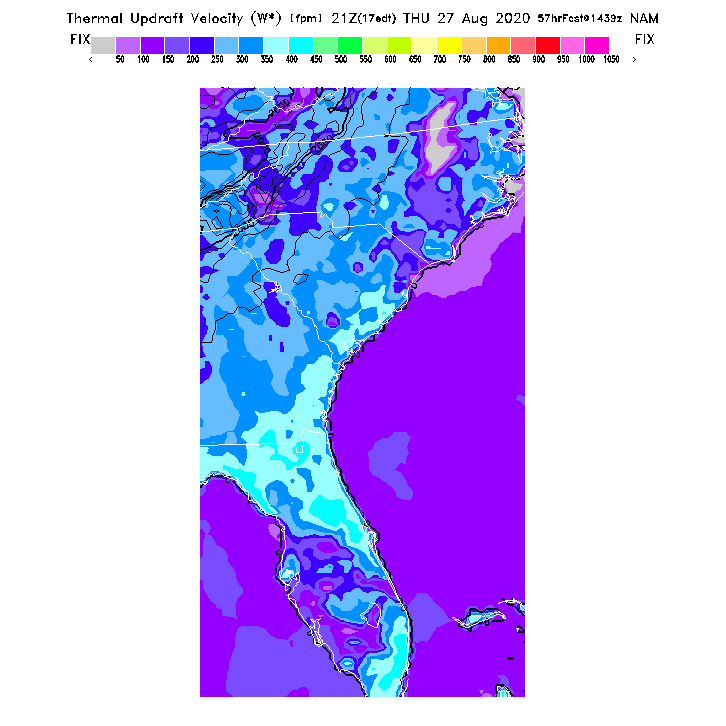 Thermal Updraft Velocity (W*) [fpm] 21Z(17edt) THU 27 Aug 2020 57hrFcst@1439z NAM
FIX FIX
< 50 100 150 200 250 300 350 400 450 500 550 600 650 700 750 800 850 900 950 1000 1050 >